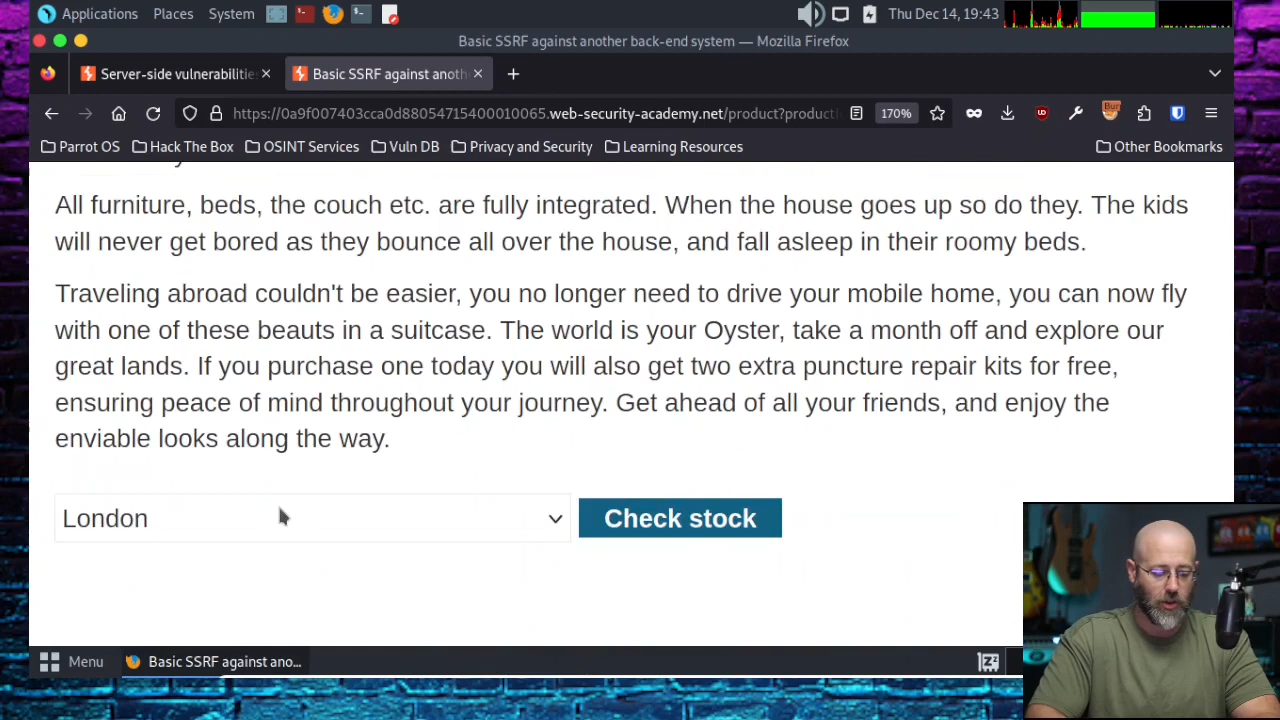 Applications Places System Thu Dec 14, 19:43
Basic SSRF against another back-end system — Mozilla Firefox
Server-side vulnerabilities Basic SSRF against anoth
https://0a9f007403cca0d88054715400010065.web-security-academy.net/product?producti 170%
Parrot OS Hack The Box OSINT Services Vuln DB Privacy and Security Learning Resources Other Bookmarks
All furniture, beds, the couch etc. are fully integrated. When the house goes up so do they. The kids
will never get bored as they bounce all over the house, and fall asleep in their roomy beds.
Traveling abroad couldn't be easier, you no longer need to drive your mobile home, you can now fly
with one of these beauts in a suitcase. The world is your Oyster, take a month off and explore our
great lands. If you purchase one today you will also get two extra puncture repair kits for free,
ensuring peace of mind throughout your journey. Get ahead of all your friends, and enjoy the
enviable looks along the way.
London Check stock
Menu Basic SSRF against ano...